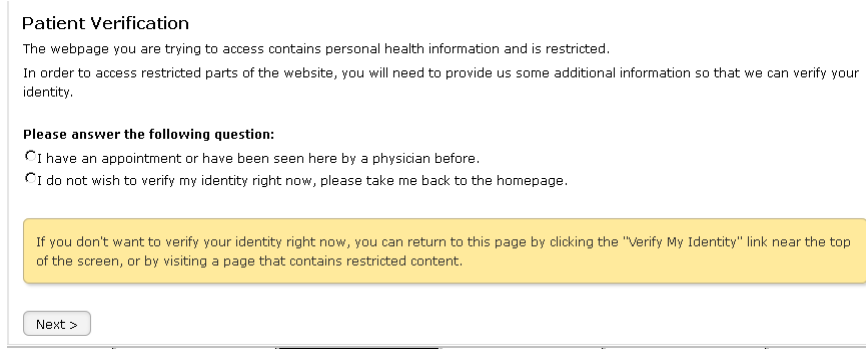 Patient Verification
The webpage you are trying to access contains personal health information and is restricted.
In order to access restricted parts of the website, you will need to provide us some additional information so that we can verify your
identity.
Please answer the following question:
I have an appointment or have been seen here by a physician before.
I do not wish to verify my identity right now, please take me back to the homepage.
If you don't want to verify your identity right now, you can return to this page by clicking the "Verify My Identity" link near the top
of the screen, or by visiting a page that contains restricted content.
Next >